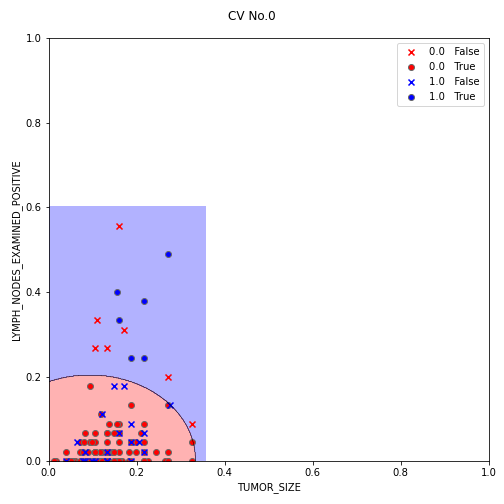 CV No.0
1.0
0.8
0.6
0.4
0.2
0.0
LYMPH_NODES_EXAMINED_POSITIVE
0.0 False
0.0 True
1.0 False
1.0 True
0.0 0.2 0.4 0.6 0.8 1.0
TUMOR_SIZE